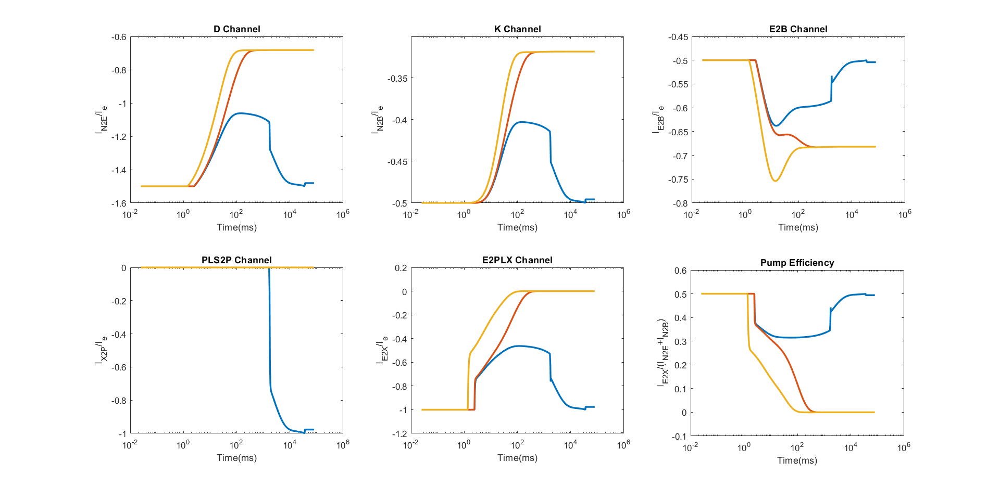 D Channel
-0.6
-0.8
-1
-1.2
-1.4
-1.6
I_N2E/I_e
10^-2 10^0 10^2 10^4 10^6
Time(ms)
K Channel
-0.35
-0.4
-0.45
-0.5
I_N2B/I_e
10^-2 10^0 10^2 10^4 10^6
Time(ms)
E2B Channel
-0.45
-0.5
-0.55
-0.6
-0.65
-0.7
-0.75
-0.8
I_E2B/I_e
10^-2 10^0 10^2 10^4 10^6
Time(ms)
PLS2P Channel
0
-0.2
-0.4
-0.6
-0.8
-1
I_X2P/I_e
10^-2 10^0 10^2 10^4 10^6
Time(ms)
E2PLX Channel
0.2
0
-0.2
-0.4
-0.6
-0.8
-1
-1.2
I_E2X/I_e
10^-2 10^0 10^2 10^4 10^6
Time(ms)
Pump Efficiency
0.6
0.5
0.4
0.3
0.2
0.1
0
-0.1
I_E2X/(I_N2E+I_N2B)
10^-2 10^0 10^2 10^4 10^6
Time(ms)